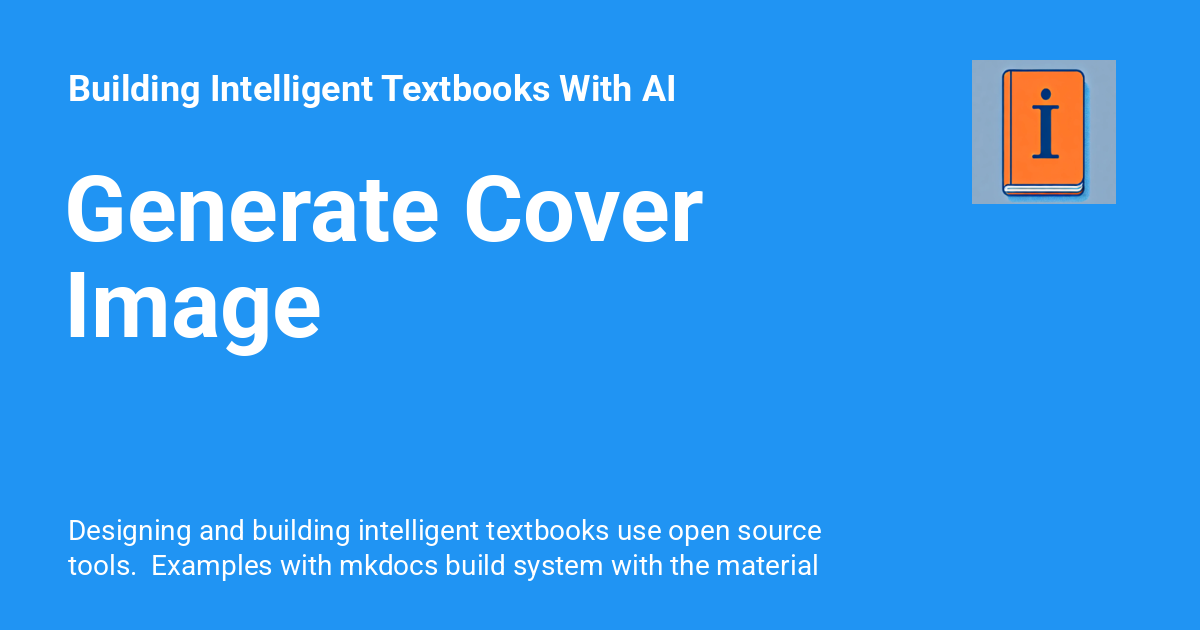 Building Intelligent Textbooks With AI
i
Generate Cover
Image
Designing and building intelligent textbooks use open source
tools.  Examples with mkdocs build system with the material